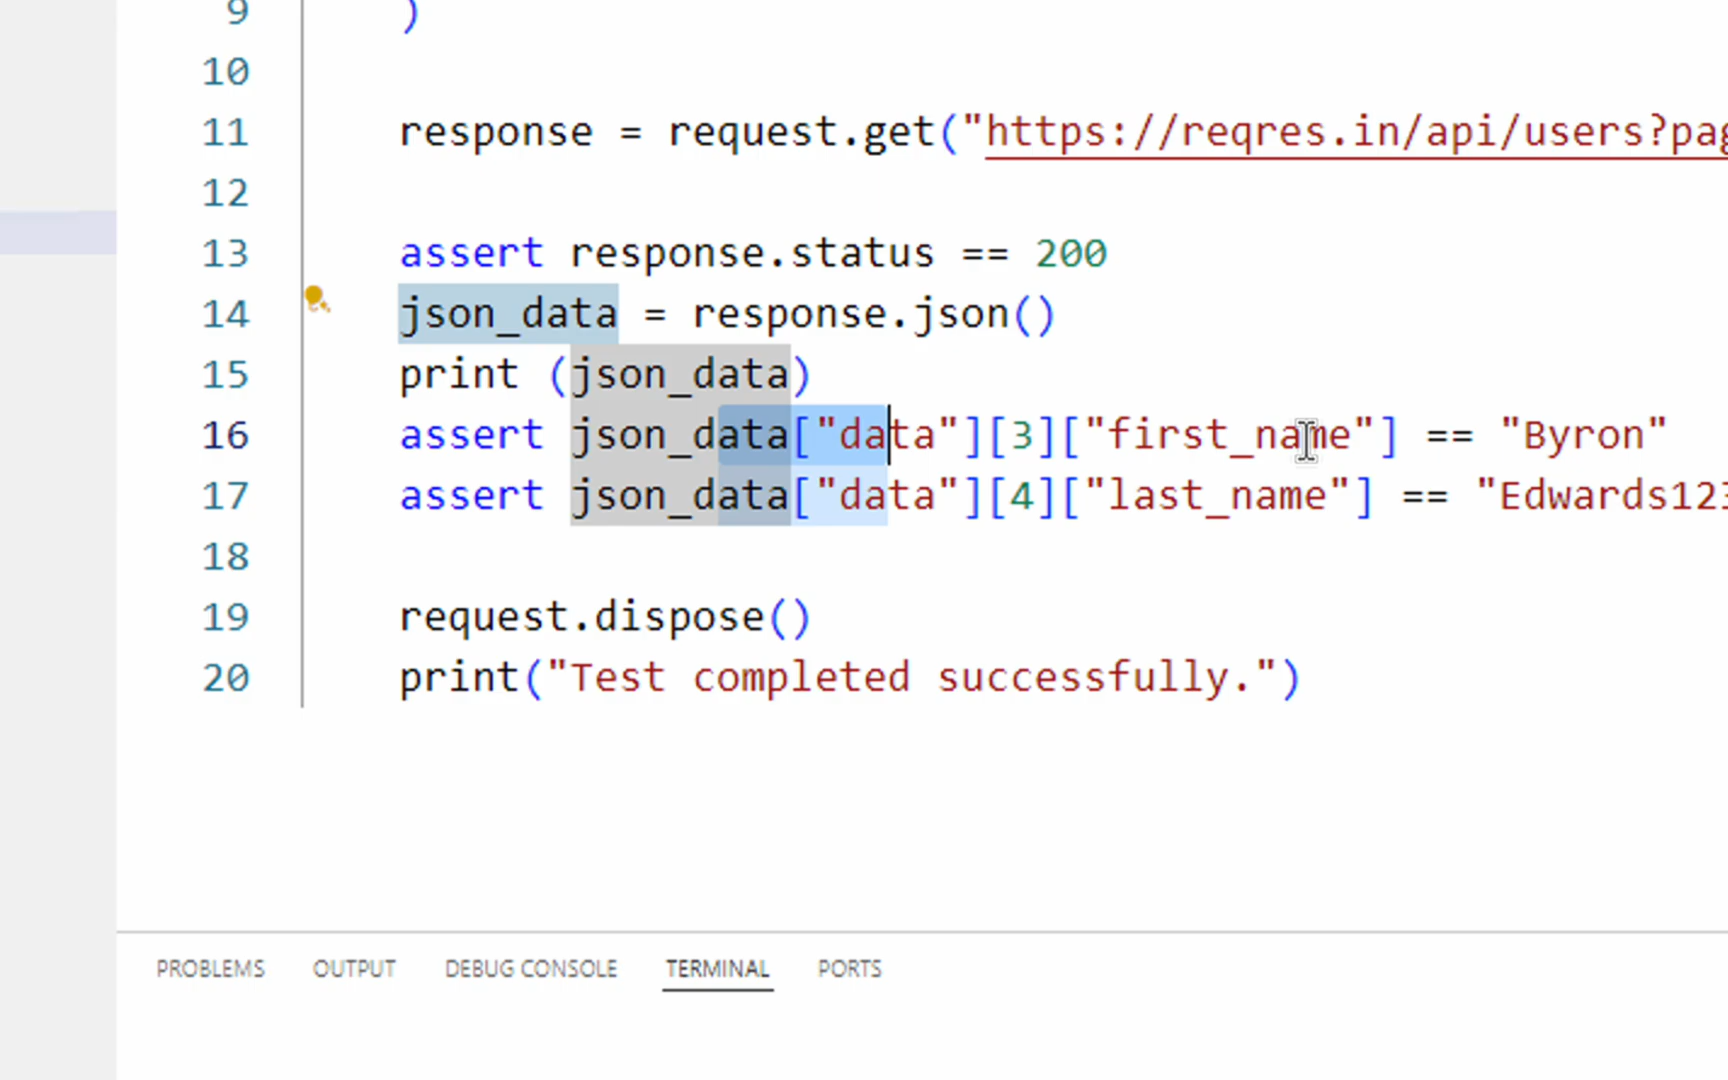 9 )
10
11 response = request.get("https://reqres.in/api/users?pag
12
13 assert response.status == 200
14 json_data = response.json()
15 print (json_data)
16 assert json_data["data"][3]["first_name"] == "Byron"
17 assert json_data["data"][4]["last_name"] == "Edwards123
18
19 request.dispose()
20 print("Test completed successfully.")
PROBLEMS OUTPUT DEBUG CONSOLE TERMINAL PORTS